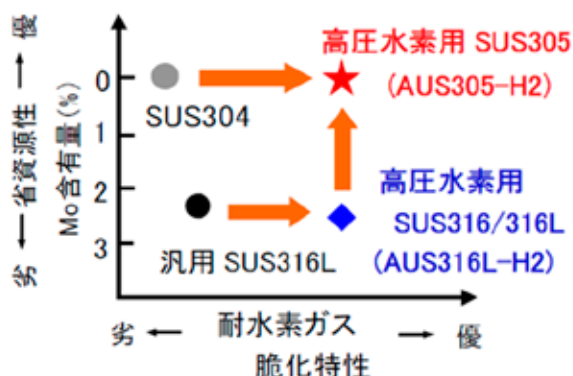 劣 ← 省資源性 → 優
Mo含有量(%)
0
1
2
3
SUS304
高圧水素用 SUS305
(AUS305-H2)
汎用 SUS316L
高圧水素用
SUS316/316L
(AUS316L-H2)
劣 ← 耐水素ガス → 優
脆化特性